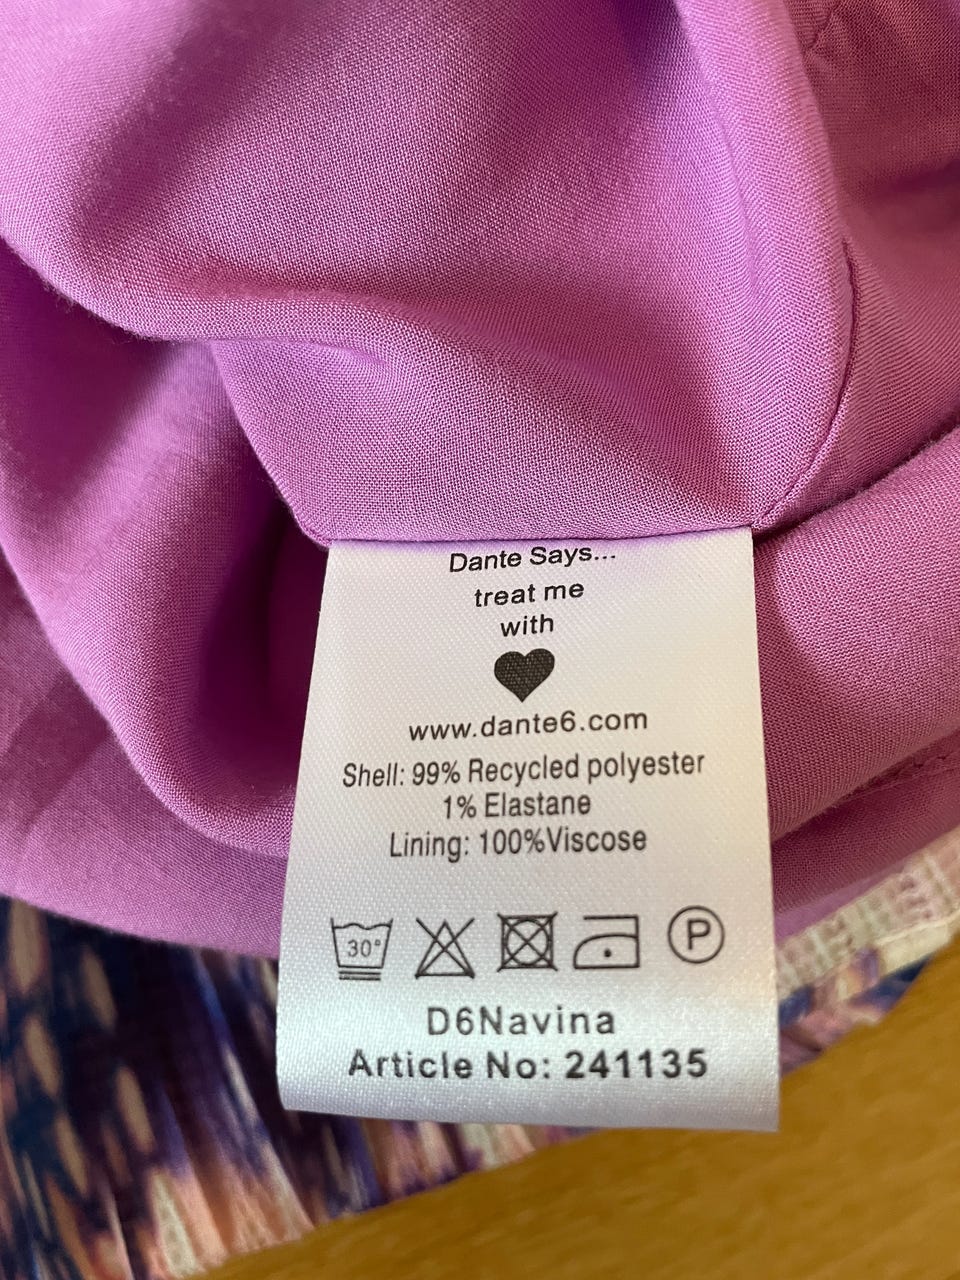 Dante Says...
treat me
with
www.dante6.com
Shell: 99% Recycled polyester
1% Elastane
Lining: 100%Viscose
30° P
D6Navina
Article No: 241135